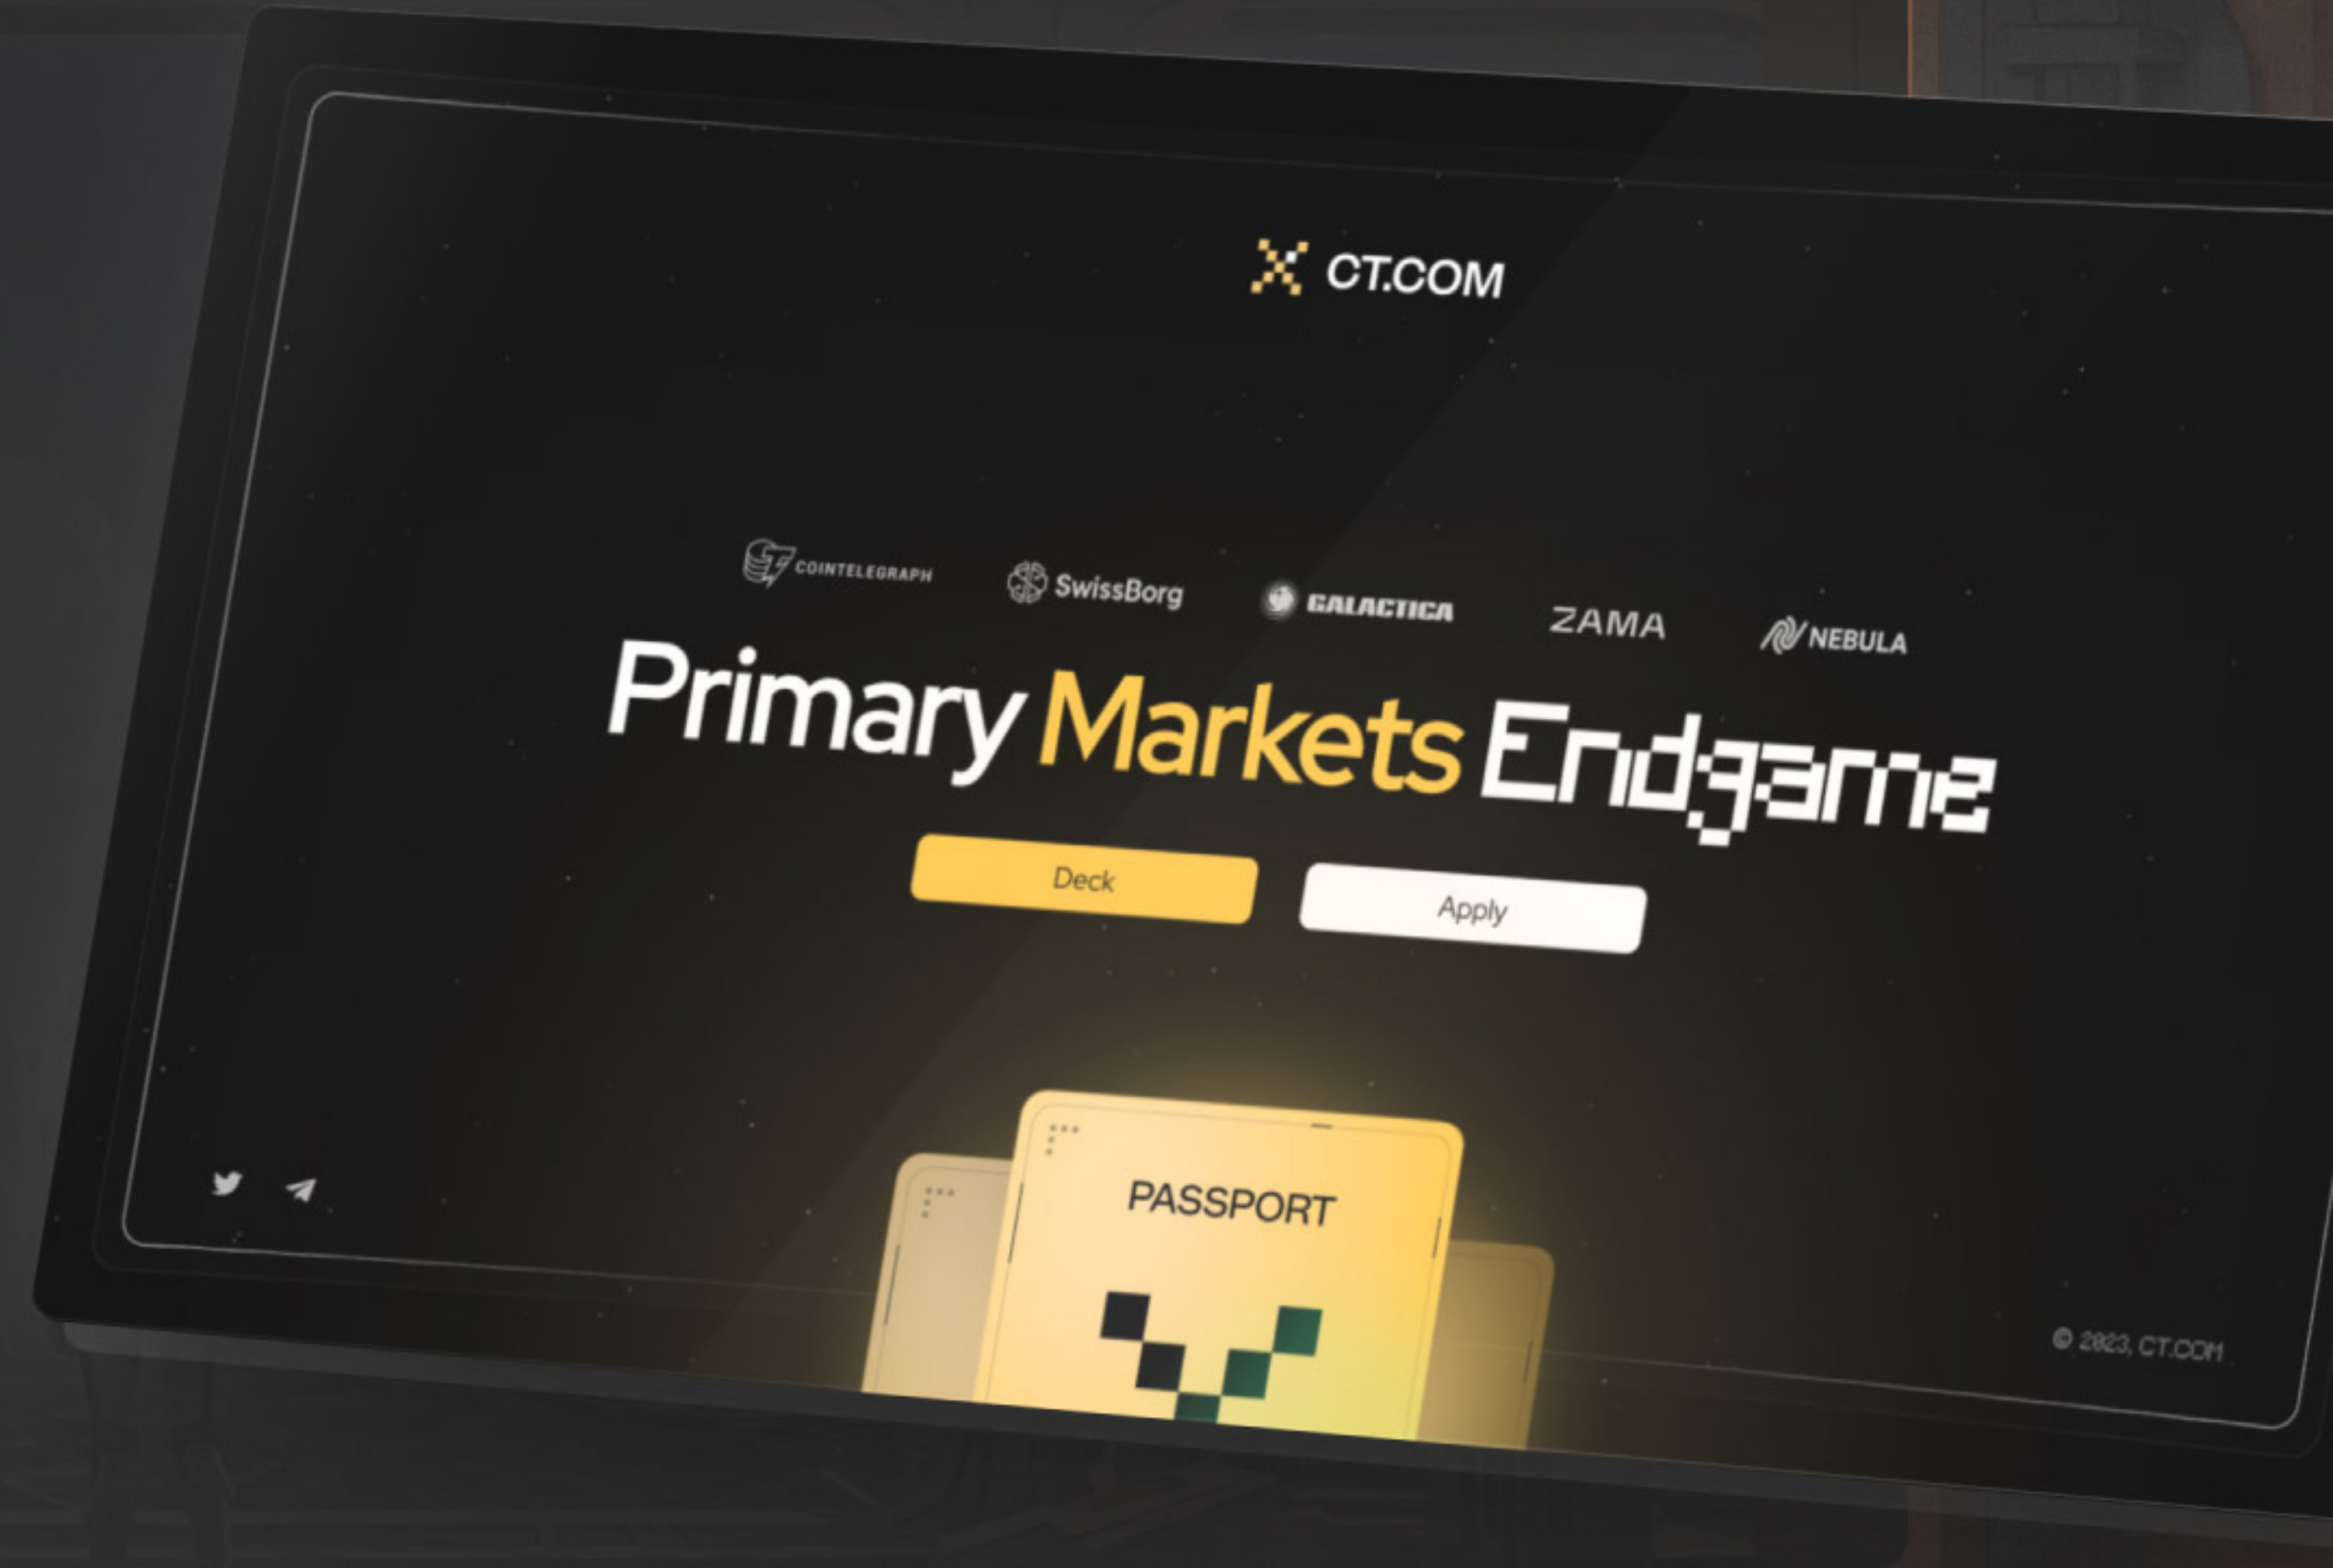 CT.COM
COINTELEGRAPH SwissBorg GALACTICA ZAMA NEBULA
Primary Markets Endgame
Deck Apply
PASSPORT
© 2023, CT.COM